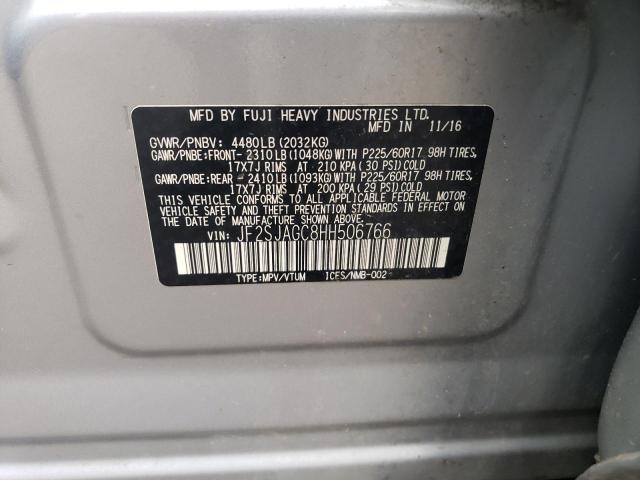 MFD BY FUJI HEAVY INDUSTRIES LTD.
MFD IN 11/16
GVWR/PNBV: 4480LB (2032KG)
GAWR/PNBE:FRONT- 2310LB (1048KG) WITH P225/60R17 98H TIRES,
17X7J RIMS AT 210 KPA (30 PSI) COLD
GAWR/PNBE:REAR - 2410LB (1093KG) WITH P225/60R17 98H TIRES,
17X7J RIMS AT 200 KPA (29 PSI) COLD
THIS VEHICLE CONFORMS TO ALL APPLICABLE FEDERAL MOTOR
VEHICLE SAFETY AND THEFT PREVENTION STANDARDS IN EFFECT ON THE
DATE OF MANUFACTURE SHOWN ABOVE.
VIN: JF2SJAGC8HH506766
TYPE:MPV/VTUM ICES/NMB-002